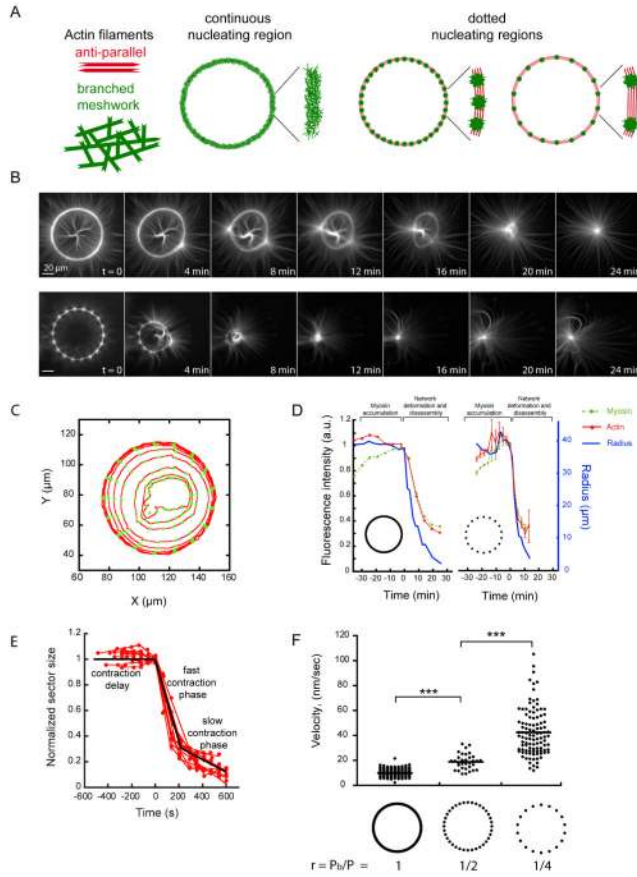 A
Actin filaments
anti-parallel
branched
meshwork
continuous
nucleating region
dotted
nucleating regions
B
20 µm
t = 0
4 min
8 min
12 min
16 min
20 min
24 min
t = 0
4 min
8 min
12 min
16 min
20 min
24 min
C
Y (µm)
120
100
80
60
40
60
80
100
120
140
160
X (µm)
D
Myosin
accumulation
Network
deformation and
disassembly
Myosin
accumulation
Network
deformation and
disassembly
Myosin
Actin
Radius
Fluorescence intensity (a.u.)
1.2
1
0.8
0.6
0.4
0.2
0
-30 -20 -10 0 10 20 30
Time (min)
-30 -20 -10 0 10 20 30
Time (min)
40
30
20
10
0
Radius (µm)
E
Normalized sector size
1.2
1
0.8
0.6
0.4
0.2
0
contraction
delay
fast
contraction
phase
slow
contraction
phase
-600 -400 -200 0 200 400 600
Time (s)
F
Velocity, (nm/sec)
120
100
80
60
40
20
0
***
***
r = Pb/P = 1 1/2 1/4